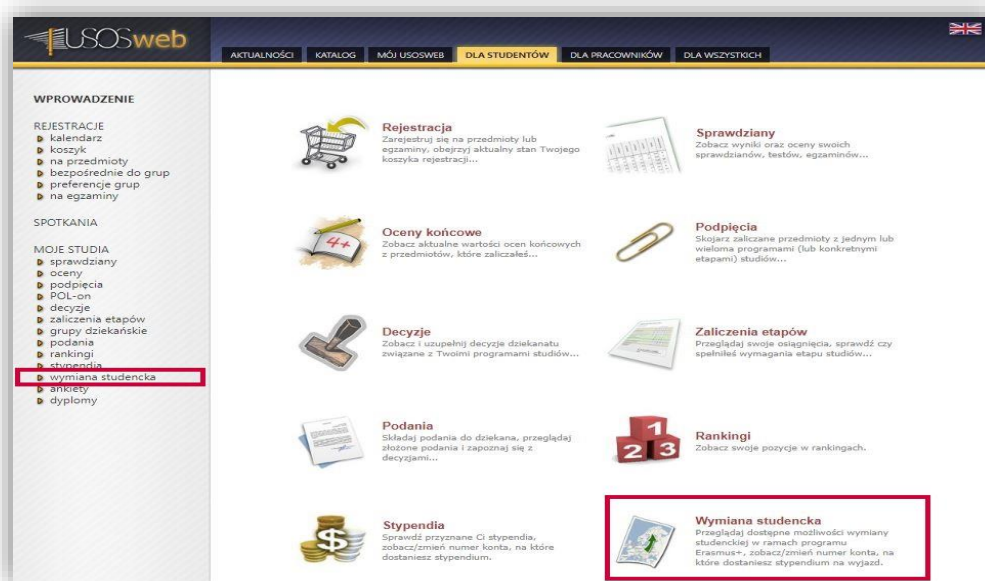 USOSweb
AKTUALNOŚCI KATALOG MÓJ USOSWEB DLA STUDENTÓW DLA PRACOWNIKÓW DLA WSZYSTKICH
WPROWADZENIE
REJESTRACJE
kalendarz
koszyk
na przedmioty
bezpośrednie do grup
preferencje grup
na egzaminy
SPOTKANIA
MOJE STUDIA
sprawdziany
oceny
podpięcia
POL-on
decyzje
zaliczenia etapów
grupy dziekańskie
podania
rankingi
stypendia
wymiana studencka
ankiety
dyplomy
Rejestracja
Zarejestruj się na przedmioty lub
egzaminy, obejrzyj aktualny stan Twojego
koszyka rejestracji...
Sprawdziany
Zobacz wyniki oraz oceny swoich
sprawdzianów, testów, egzaminów...
4+
Oceny końcowe
Zobacz aktualne wartości ocen końcowych
z przedmiotów, które zaliczałeś...
Podpięcia
Skojarz zaliczane przedmioty z jednym lub
wieloma programami (lub konkretnymi
etapami) studiów...
Decyzje
Zobacz i uzupełnij decyzje dziekanatu
związane z Twoimi programami studiów...
Zaliczenia etapów
Przeglądaj swoje osiągnięcia, sprawdź czy
spełniłeś wymagania etapu studiów...
Podania
Składaj podania do dziekana, przeglądaj
złożone podania i zapoznaj się z
decyzjami...
1
2 3
Rankingi
Zobacz swoje pozycje w rankingach.
Stypendia
Sprawdź przyznane Ci stypendia,
zobacz/zmień numer konta, na które
dostaniesz stypendium.
Wymiana studencka
Przeglądaj dostępne możliwości wymiany
studenckiej w ramach programu
Erasmus+, zobacz/zmień numer konta, na
które dostaniesz stypendium na wyjazd.